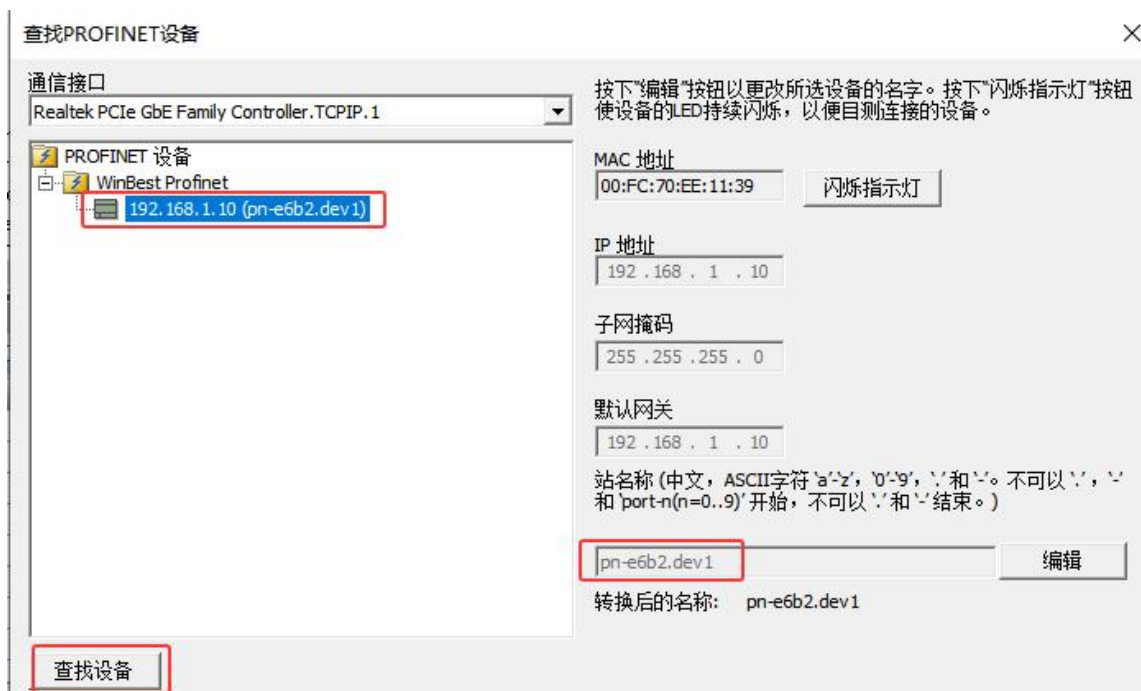 查找PROFINET设备
通信接口
Realtek PCIe GbE Family Controller.TCPIP.1
PROFINET 设备
WinBest Profinet
192.168.1.10 (pn-e6b2.dev1)
查找设备
按下"编辑"按钮以更改所选设备的名字。按下"闪烁指示灯"按钮
使设备的LED持续闪烁，以便目测连接的设备。
MAC 地址
00:FC:70:EE:11:39
闪烁指示灯
IP 地址
192 . 168 . 1 . 10
子网掩码
255 . 255 . 255 . 0
默认网关
192 . 168 . 1 . 10
站名称 (中文，ASCII字符 'a'-'z'，'0'-'9'，'.' 和 '-'。不可以 '.'，'-'
和 'port-n(n=0..9)' 开始，不可以 '.' 和 '-' 结束。)
pn-e6b2.dev1
编辑
转换后的名称: pn-e6b2.dev1